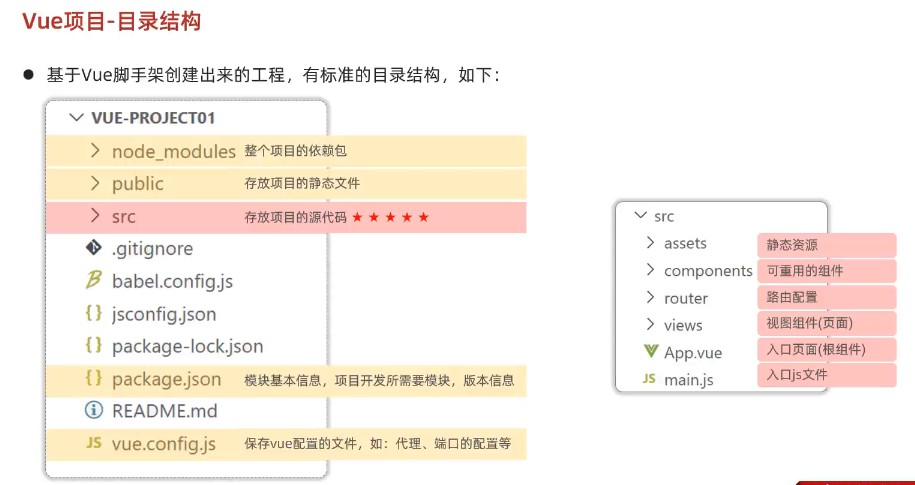 Vue项目-目录结构
● 基于Vue脚手架创建出来的工程，有标准的目录结构，如下：
VUE-PROJECT01
node_modules 整个项目的依赖包
public 存放项目的静态文件
src 存放项目的源代码 ★ ★ ★ ★ ★
.gitignore
babel.config.js
jsconfig.json
package-lock.json
package.json 模块基本信息，项目开发所需要模块，版本信息
README.md
JS vue.config.js 保存vue配置的文件，如：代理、端口的配置等
src
assets 静态资源
components 可重用的组件
router 路由配置
views 视图组件(页面)
App.vue 入口页面(根组件)
JS main.js 入口js文件